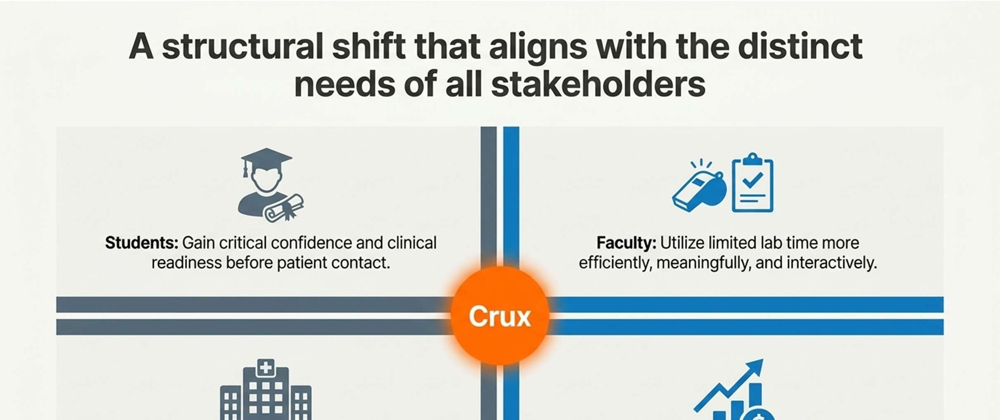 A structural shift that aligns with the distinct
needs of all stakeholders
Students: Gain critical confidence and clinical
readiness before patient contact.
Faculty: Utilize limited lab time more
efficiently, meaningfully, and interactively.
Crux